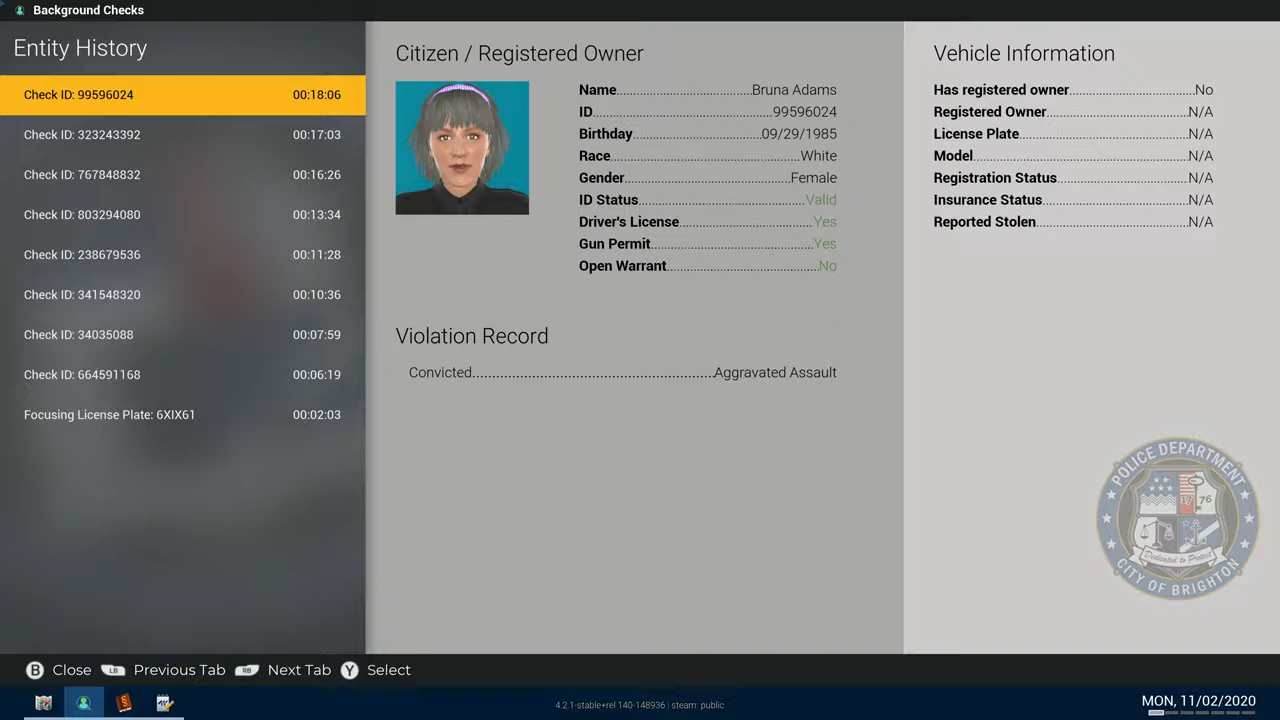 Background Checks
Entity History
Check ID: 99596024 00:18:06
Check ID: 323243392 00:17:03
Check ID: 767848832 00:16:26
Check ID: 803294080 00:13:34
Check ID: 238679536 00:11:28
Check ID: 341548320 00:10:36
Check ID: 34035088 00:07:59
Check ID: 664591168 00:06:19
Focusing License Plate: 6XIX61 00:02:03
Citizen / Registered Owner
Name Bruna Adams
ID 99596024
Birthday 09/29/1985
Race White
Gender Female
ID Status Valid
Driver's License Yes
Gun Permit Yes
Open Warrant No
Violation Record
Convicted Aggravated Assault
Vehicle Information
Has registered owner No
Registered Owner N/A
License Plate N/A
Model N/A
Registration Status N/A
Insurance Status N/A
Reported Stolen N/A
POLICE DEPARTMENT
17 76
Dedicated to Protect
CITY OF BRIGHTON
B Close LB Previous Tab RB Next Tab Y Select
4.2.1-stable+rel 140-148936 | steam: public
MON, 11/02/2020